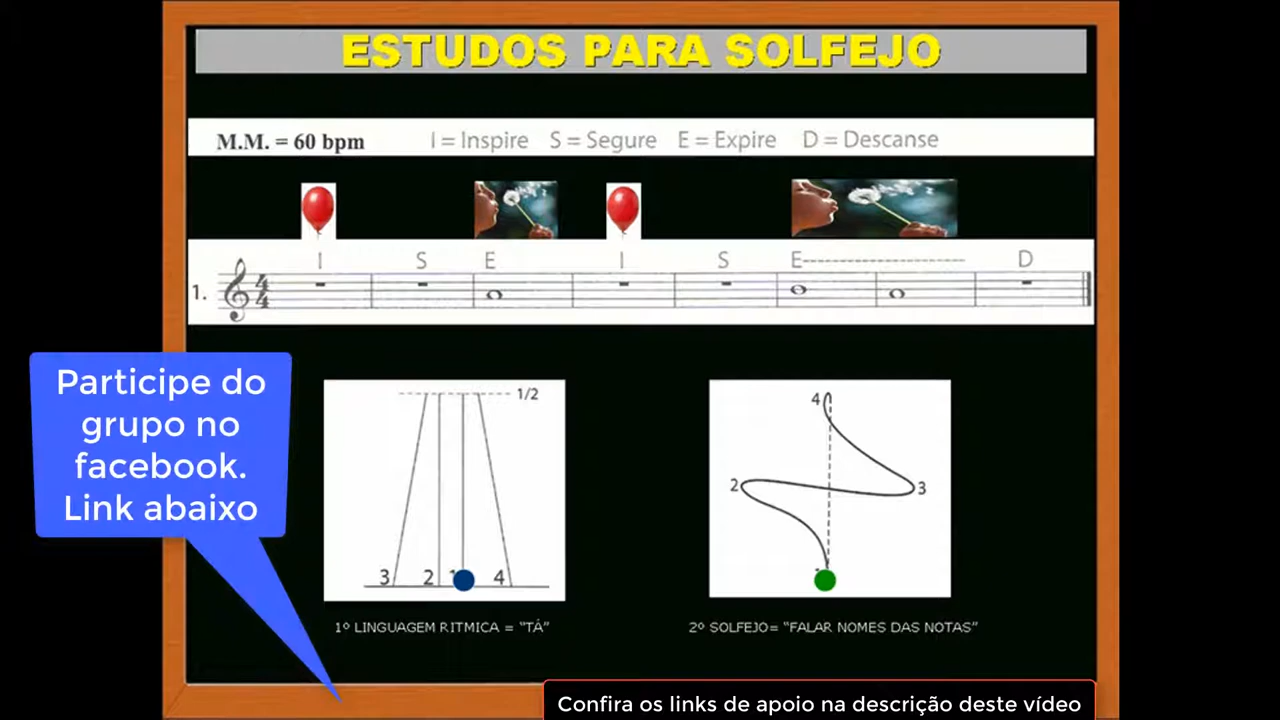 ESTUDOS PARA SOLFEJO
M.M. = 60 bpm I = Inspire S = Segure E = Expire D = Descanse
I S E I S E---------------------- D
1. 4/4
Participe do
grupo no
facebook.
Link abaixo
1/2
3 2 1 4
4
2 3
1º LINGUAGEM RITMICA = “TÁ”
2º SOLFEJO= “FALAR NOMES DAS NOTAS”
Confira os links de apoio na descrição deste vídeo